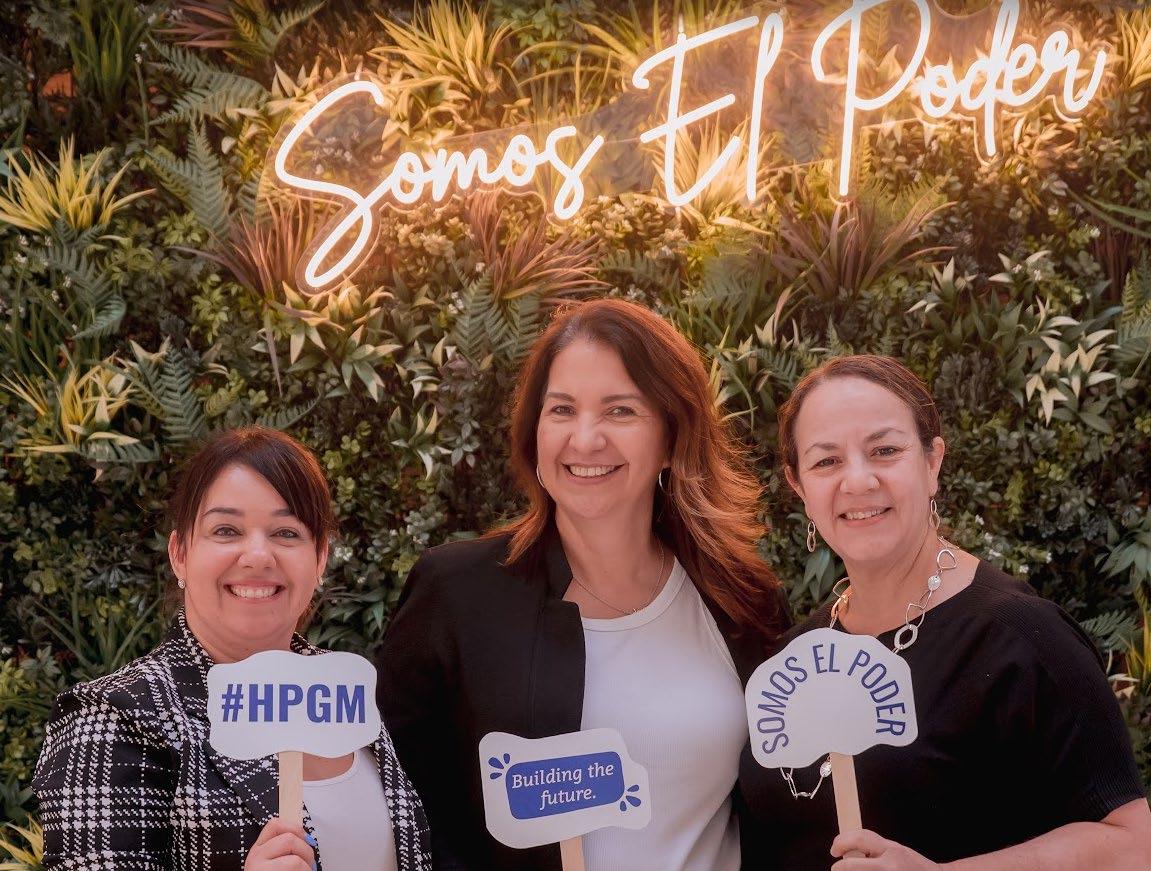 Somos El Poder
#HPGM
Building the
future.
SOMOS EL PODER